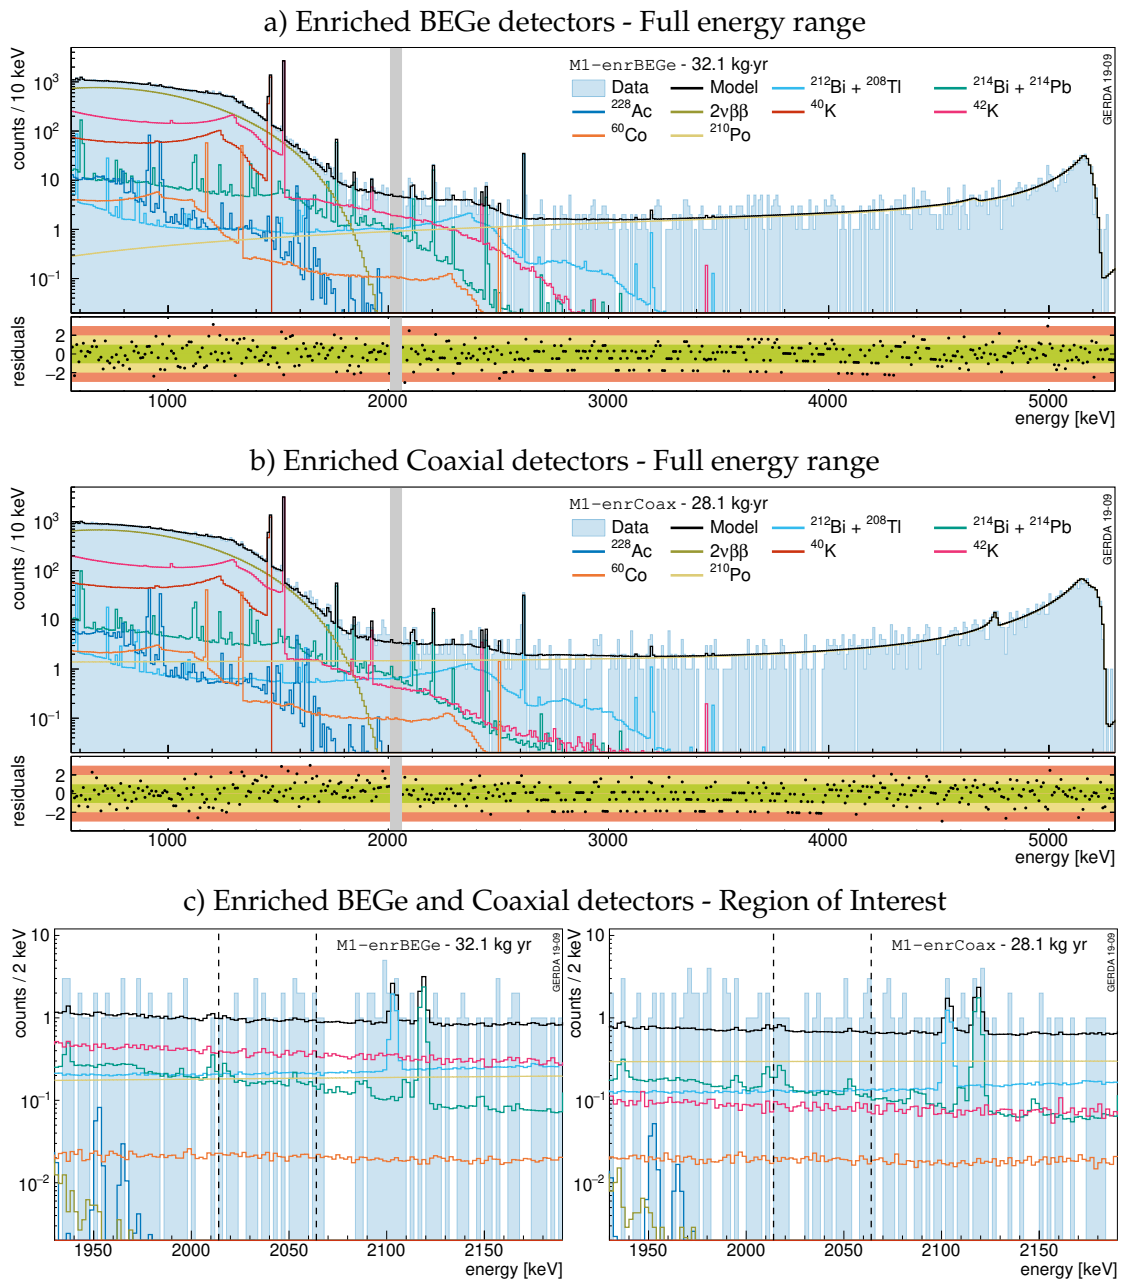 a) Enriched BEGe detectors - Full energy range
M1-enrBEGe - 32.1 kg·yr
Data
Model
²¹²Bi + ²⁰⁸Tl
²¹⁴Bi + ²¹⁴Pb
²²⁸Ac
2νββ
⁴⁰K
⁴²K
⁶⁰Co
²¹⁰Po
GERDA 19-09
counts / 10 keV
10³
10²
10
1
10⁻¹
residuals
2
0
−2
1000 2000 3000 4000 5000
energy [keV]
b) Enriched Coaxial detectors - Full energy range
M1-enrCoax - 28.1 kg·yr
Data
Model
²¹²Bi + ²⁰⁸Tl
²¹⁴Bi + ²¹⁴Pb
²²⁸Ac
2νββ
⁴⁰K
⁴²K
⁶⁰Co
²¹⁰Po
GERDA 19-09
counts / 10 keV
10³
10²
10
1
10⁻¹
residuals
2
0
−2
1000 2000 3000 4000 5000
energy [keV]
c) Enriched BEGe and Coaxial detectors - Region of Interest
M1-enrBEGe - 32.1 kg yr
GERDA 19-09
counts / 2 keV
10
1
10⁻¹
10⁻²
1950 2000 2050 2100 2150
energy [keV]
M1-enrCoax - 28.1 kg yr
GERDA 19-09
counts / 2 keV
10
1
10⁻¹
10⁻²
1950 2000 2050 2100 2150
energy [keV]